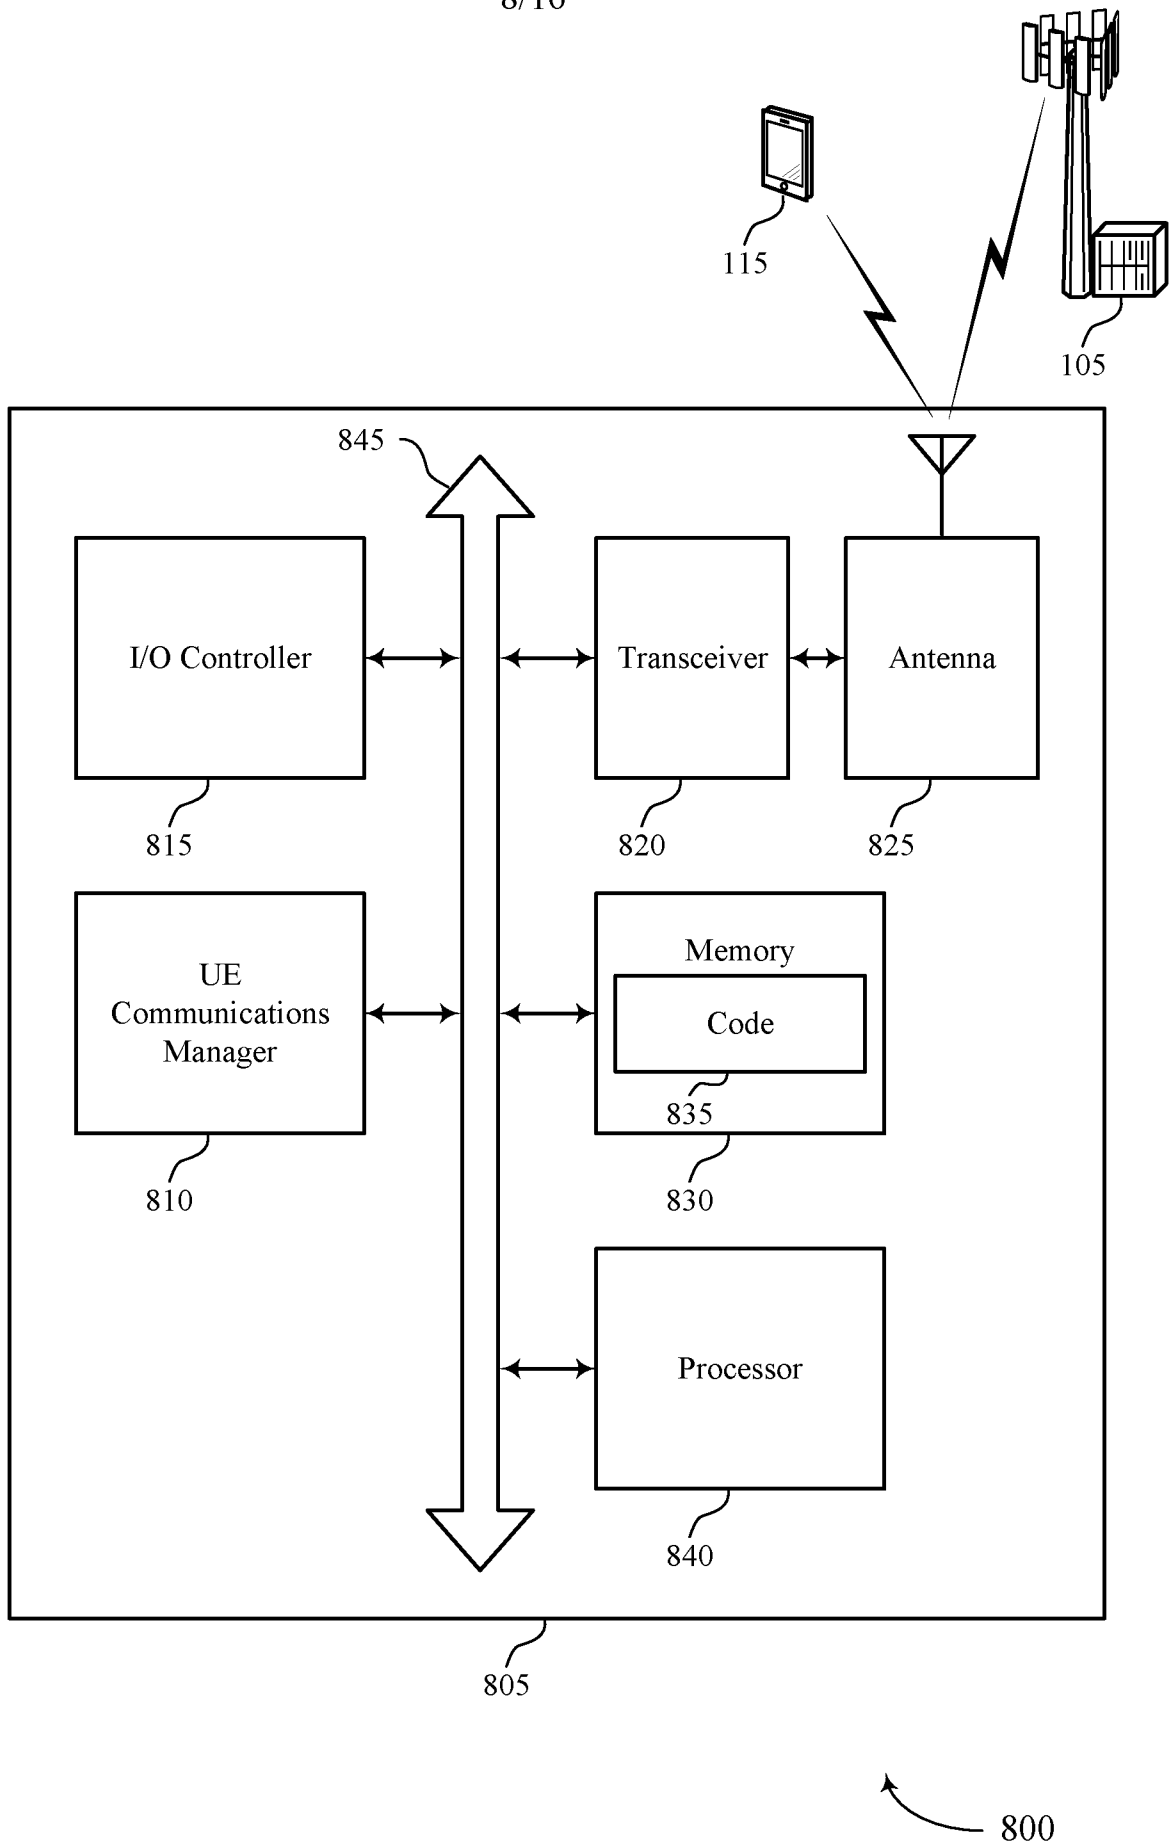 8/16
115
105
845
I/O Controller
Transceiver
Antenna
815
820
825
UE
Communications
Manager
Memory
Code
835
810
830
Processor
840
805
800